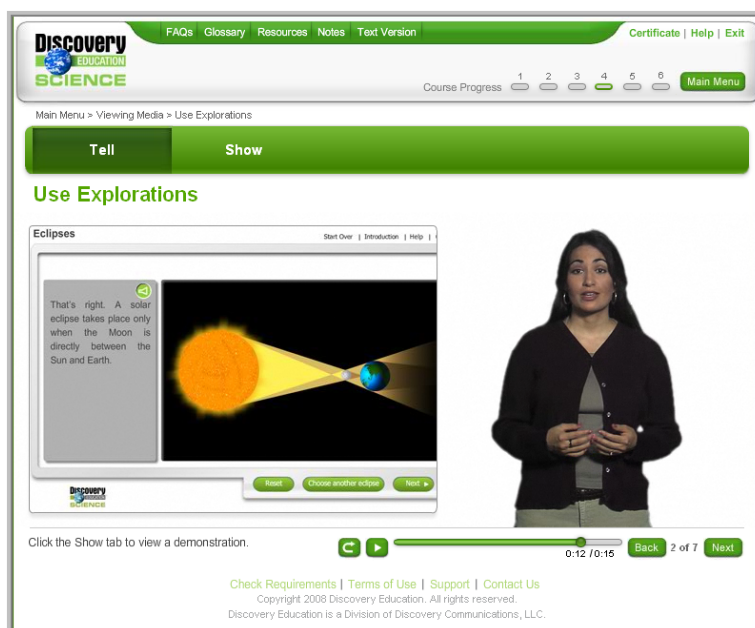 FAQs Glossary Resources Notes Text Version
Certificate | Help | Exit
DISCOVERY
EDUCATION
SCIENCE
Course Progress 1 2 3 4 5 6 Main Menu
Main Menu > Viewing Media > Use Explorations
Tell Show
Use Explorations
Eclipses
Start Over | Introduction | Help |
That's right. A solar
eclipse takes place only
when the Moon is
directly between the
Sun and Earth.
Reset Choose another eclipse Next
DISCOVERY
EDUCATION
SCIENCE
Click the Show tab to view a demonstration.
0:12 / 0:15
Back 2 of 7 Next
Check Requirements | Terms of Use | Support | Contact Us
Copyright 2008 Discovery Education. All rights reserved.
Discovery Education is a Division of Discovery Communications, LLC.